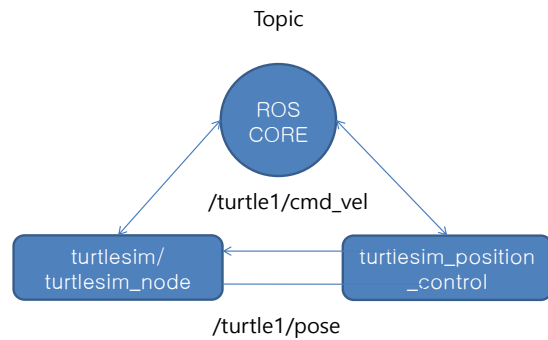 Topic
ROS
CORE
/turtle1/cmd_vel
turtlesim/
turtlesim_node
turtlesim_position
_control
/turtle1/pose